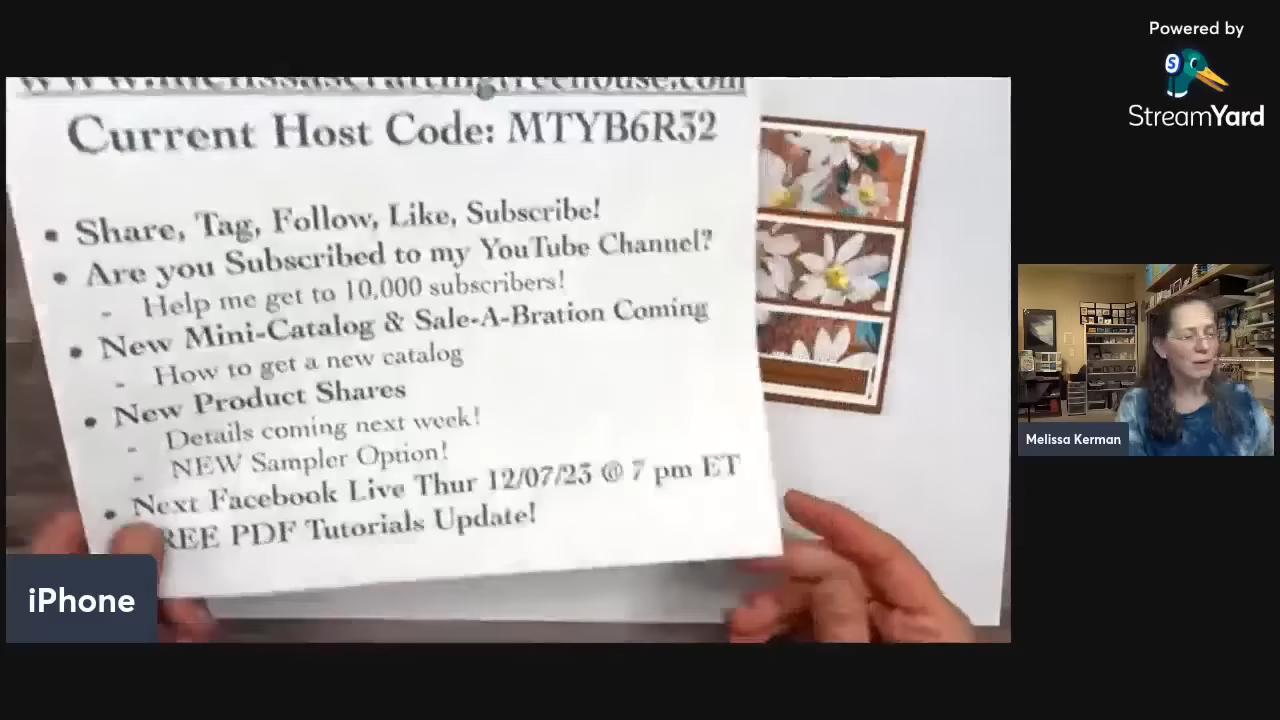 Powered by
StreamYard
Current Host Code: MTYB6R32
• Share, Tag, Follow, Like, Subscribe!
• Are you Subscribed to my YouTube Channel?
- Help me get to 10,000 subscribers!
• New Mini-Catalog & Sale-A-Bration Coming
- How to get a new catalog
• New Product Shares
- Details coming next week!
- NEW Sampler Option!
• Next Facebook Live Thur 12/07/23 @ 7 pm ET
REE PDF Tutorials Update!
iPhone
Melissa Kerman